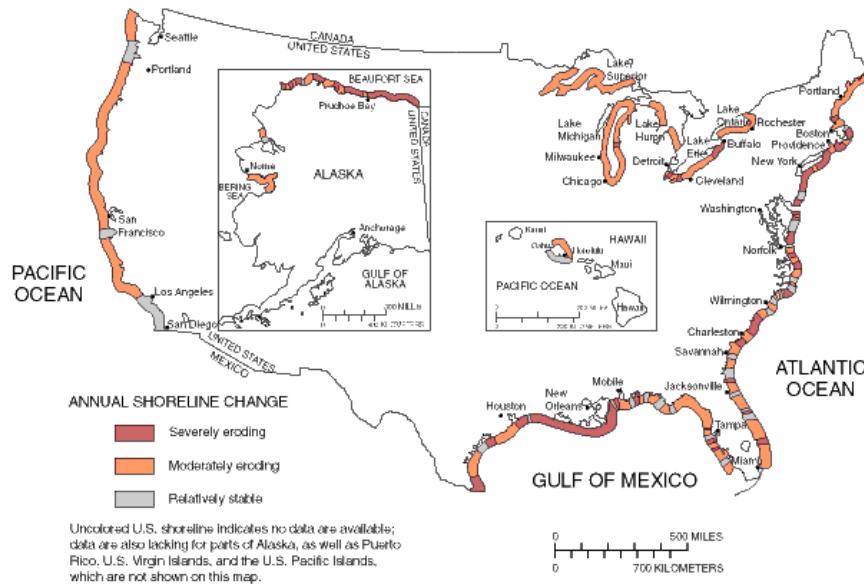 CANADA
UNITED STATES
Seattle
Portland
BEAUFORT SEA
Prudhoe Bay
CANADA
UNITED STATES
Nome
BERING
SEA
ALASKA
Anchorage
GULF OF
ALASKA
Lake
Superior
Lake
Michigan
Lake
Huron
Lake
Ontario
Rochester
Lake
Erie
Buffalo
Milwaukee
Detroit
Chicago
Cleveland
Portland
Boston
Providence
New York
Washington
Norfolk
Wilmington
Charleston
Savannah
Jacksonville
Tampa
Miami
San
Francisco
PACIFIC
OCEAN
Los Angeles
San Diego
UNITED STATES
MEXICO
Kauai
Oahu
Honolulu
HAWAII
Maui
PACIFIC OCEAN
Hawaii
ATLANTIC
OCEAN
Houston
New
Orleans
Mobile
GULF OF MEXICO
ANNUAL SHORELINE CHANGE
Severely eroding
Moderately eroding
Relatively stable
Uncolored U.S. shoreline indicates no data are available;
data are also lacking for parts of Alaska, as well as Puerto
Rico, U.S. Virgin Islands, and the U.S. Pacific Islands,
which are not shown on this map.
0 500 MILES
0 700 KILOMETERS